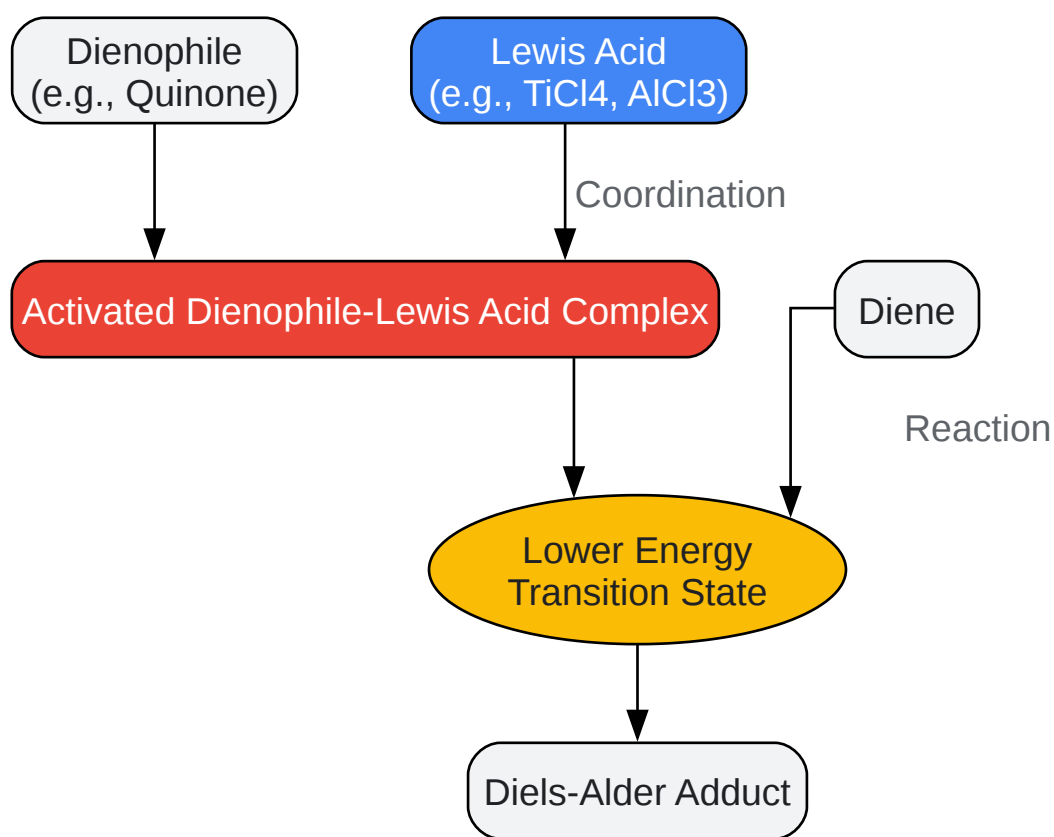 Dienophile
(e.g., Quinone)
Lewis Acid
(e.g., TiCl4, AlCl3)
Coordination
Activated Dienophile-Lewis Acid Complex
Diene
Reaction
Lower Energy
Transition State
Diels-Alder Adduct